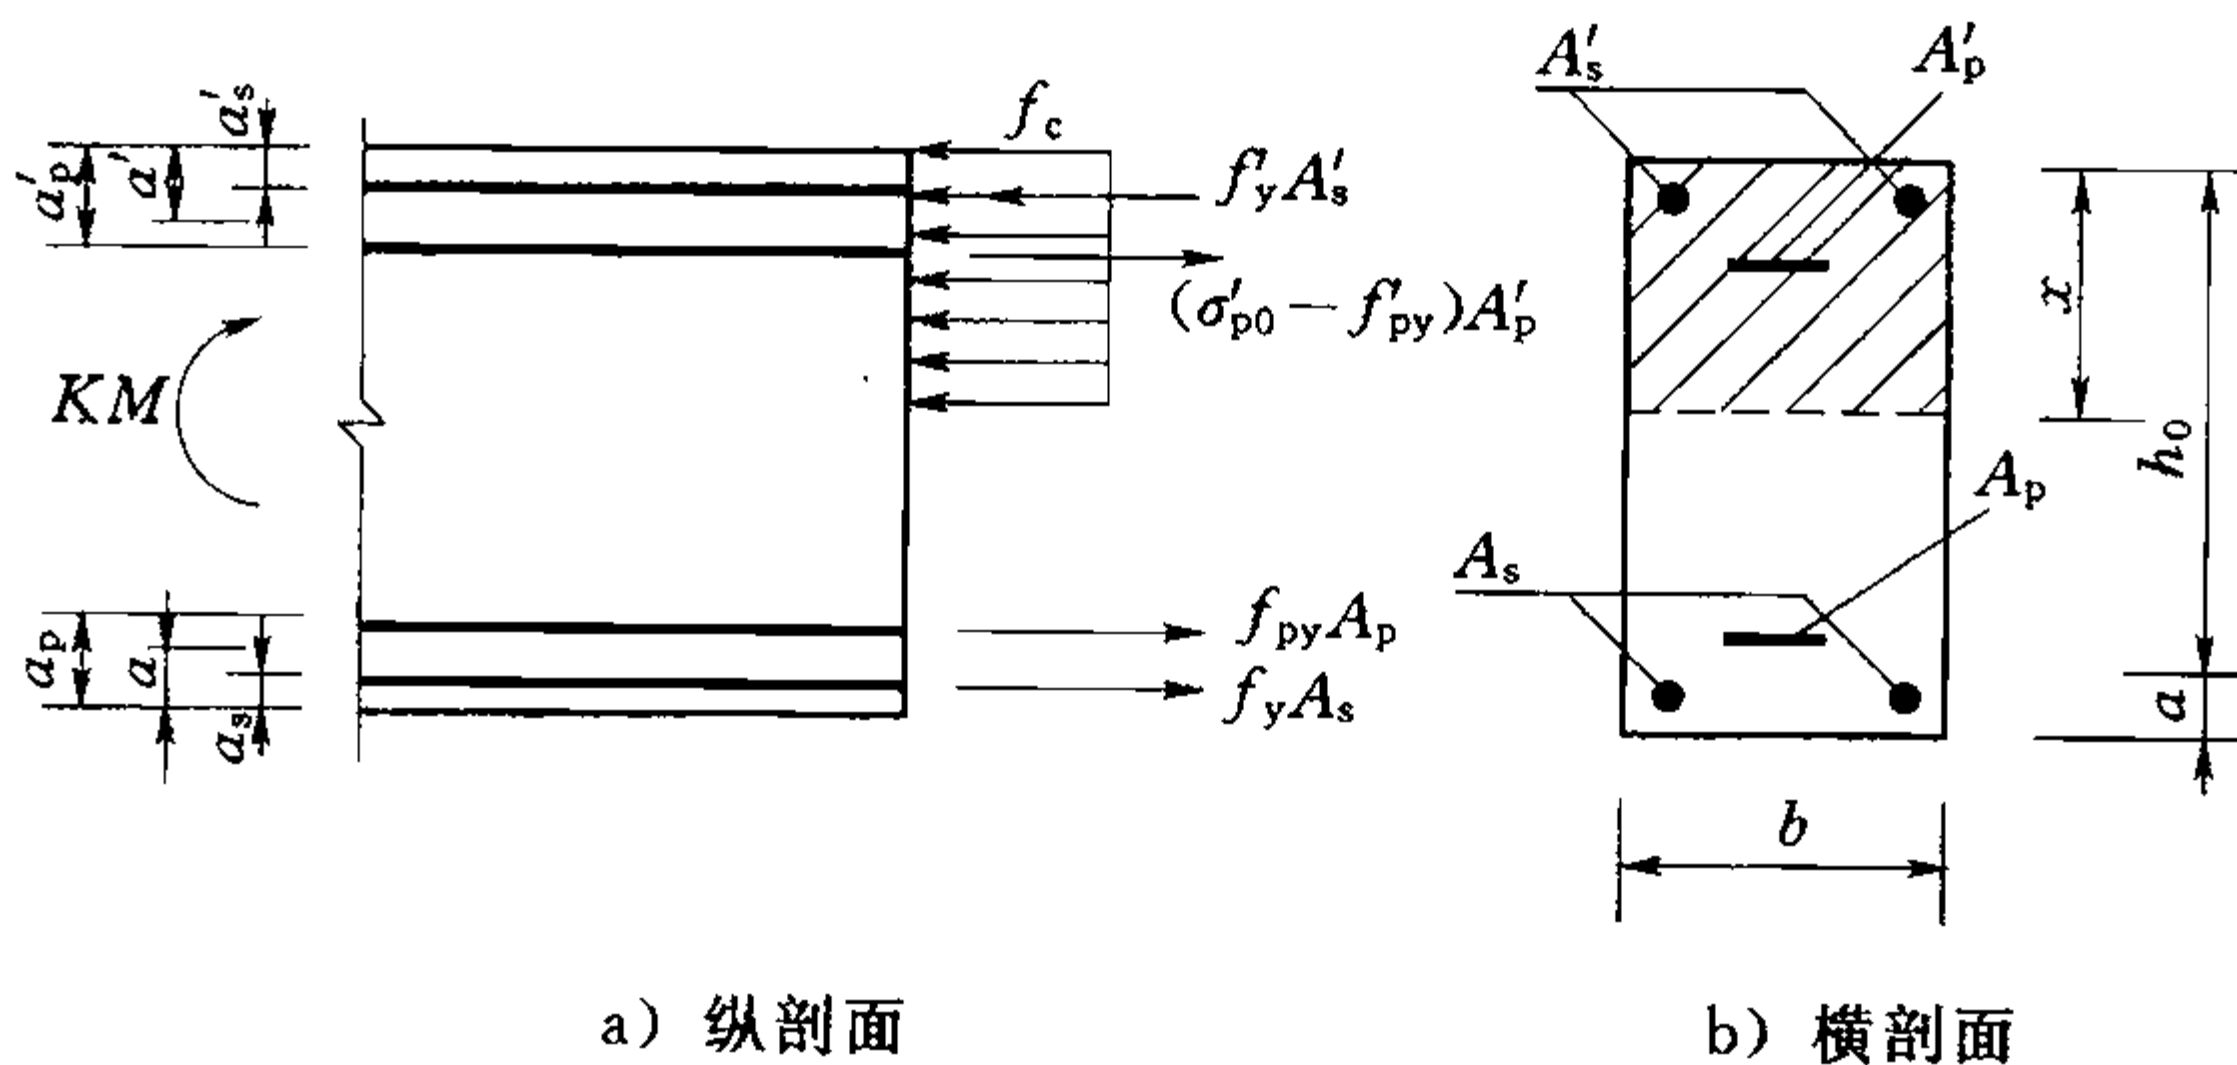 a′s
a′
a′p
fc
f′yA′s
(σ′p0－f′py)A′p
KM
ap
a
as
fpyAp
fyAs
a）纵剖面
A′s
A′p
x
h0
Ap
As
a
b
b）横剖面